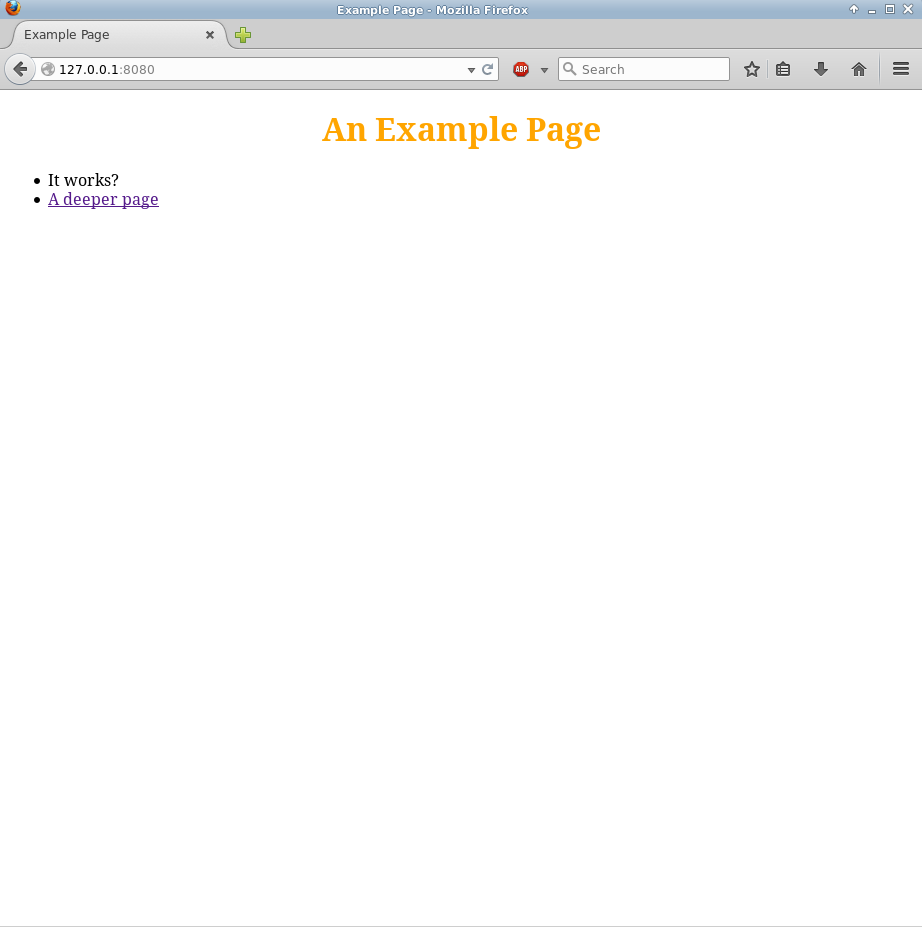 Example Page - Mozilla Firefox
Example Page
127.0.0.1:8080
ABP
Search
An Example Page
It works?
A deeper page